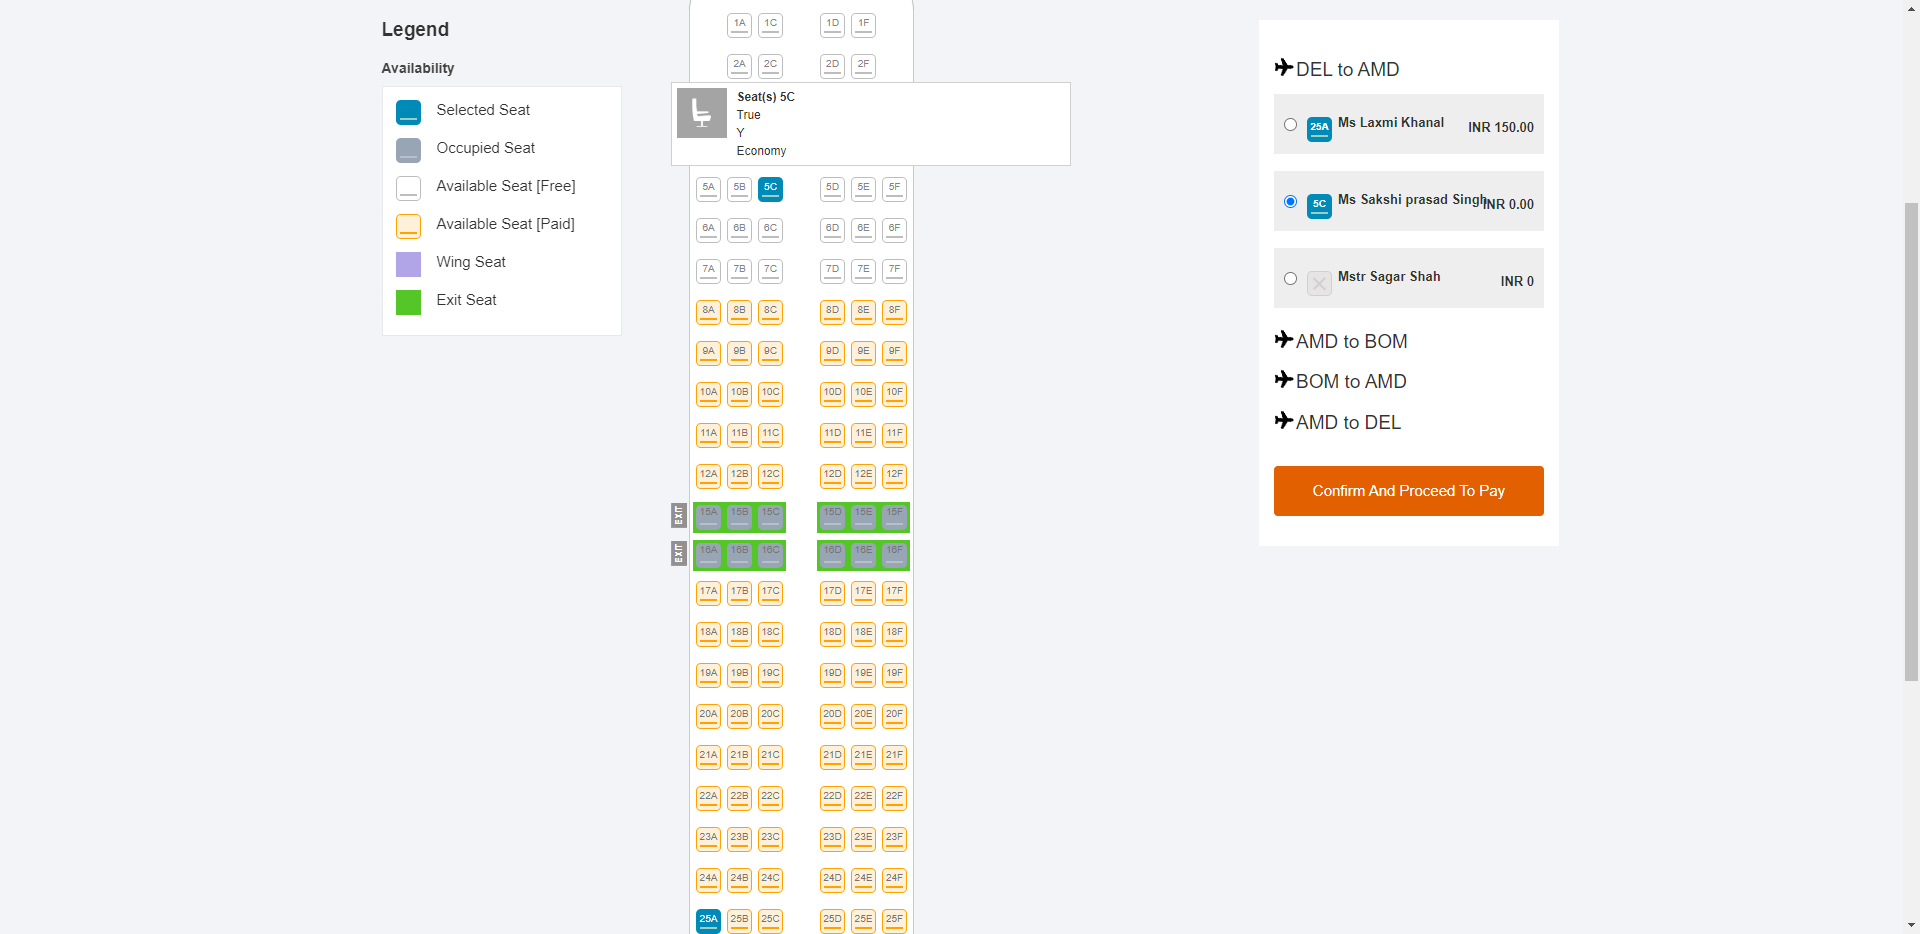 Legend
Availability
Selected Seat
Occupied Seat
Available Seat [Free]
Available Seat [Paid]
Wing Seat
Exit Seat
1A 1C 1D 1F
2A 2C 2D 2F
Seat(s) 5C
True
Y
Economy
5A 5B 5C 5D 5E 5F
6A 6B 6C 6D 6E 6F
7A 7B 7C 7D 7E 7F
8A 8B 8C 8D 8E 8F
9A 9B 9C 9D 9E 9F
10A 10B 10C 10D 10E 10F
11A 11B 11C 11D 11E 11F
12A 12B 12C 12D 12E 12F
EXIT 15A 15B 15C 15D 15E 15F
EXIT 16A 16B 16C 16D 16E 16F
17A 17B 17C 17D 17E 17F
18A 18B 18C 18D 18E 18F
19A 19B 19C 19D 19E 19F
20A 20B 20C 20D 20E 20F
21A 21B 21C 21D 21E 21F
22A 22B 22C 22D 22E 22F
23A 23B 23C 23D 23E 23F
24A 24B 24C 24D 24E 24F
25A 25B 25C 25D 25E 25F
DEL to AMD
25A Ms Laxmi Khanal INR 150.00
5C Ms Sakshi prasad Singh INR 0.00
Mstr Sagar Shah INR 0
AMD to BOM
BOM to AMD
AMD to DEL
Confirm And Proceed To Pay